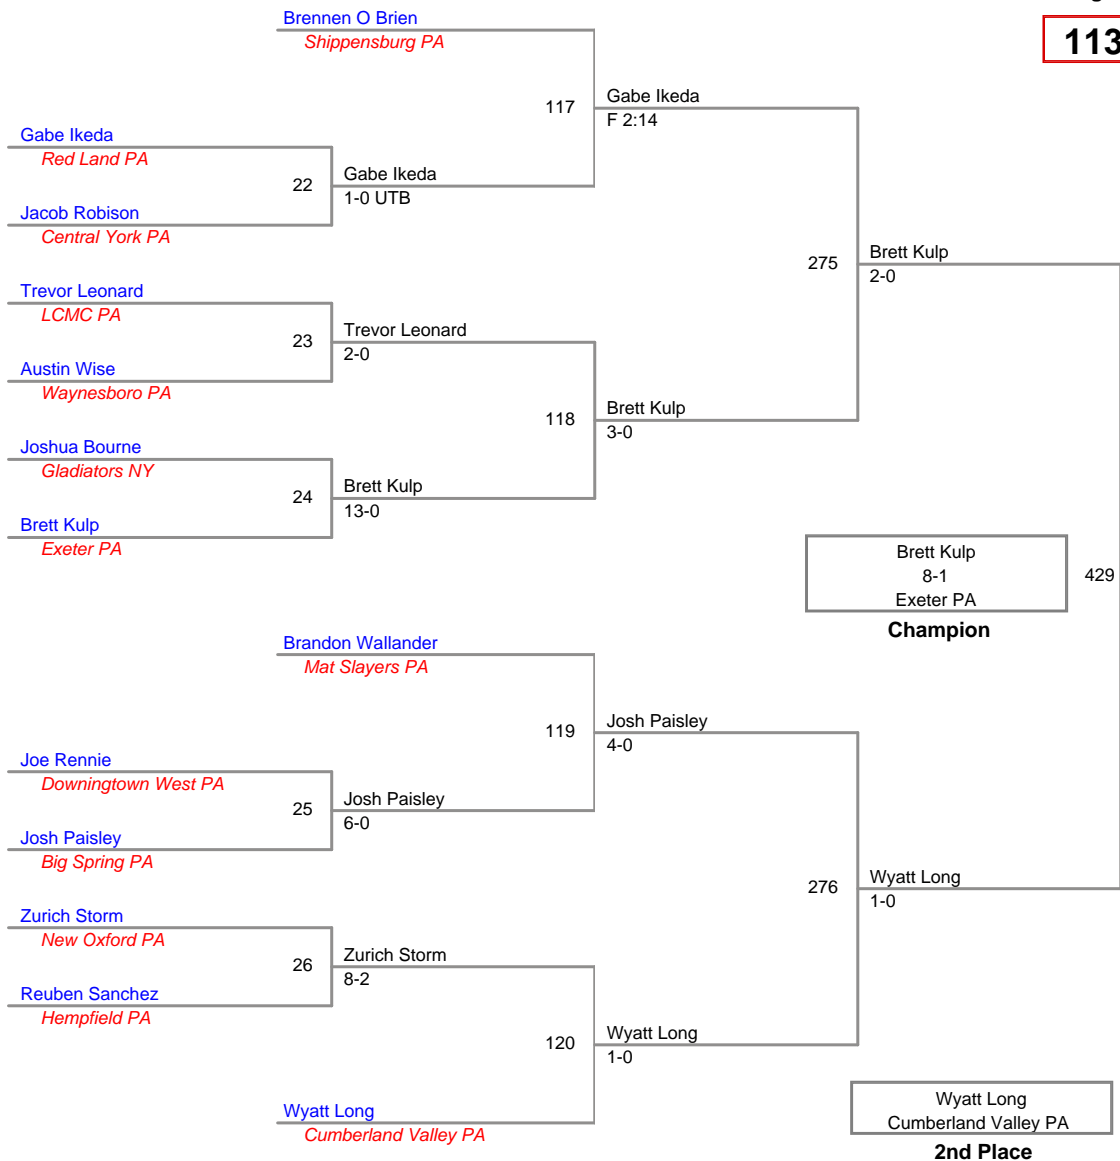 Brennen O Brien
Shippensburg PA
113
117
Gabe Ikeda
F 2:14
Gabe Ikeda
Red Land PA
22
Gabe Ikeda
1-0 UTB
Jacob Robison
Central York PA
275
Brett Kulp
2-0
Trevor Leonard
LCMC PA
23
Trevor Leonard
2-0
Austin Wise
Waynesboro PA
118
Brett Kulp
3-0
Joshua Bourne
Gladiators NY
24
Brett Kulp
13-0
Brett Kulp
Exeter PA
Brett Kulp
8-1
Exeter PA
429
Champion
Brandon Wallander
Mat Slayers PA
119
Josh Paisley
4-0
Joe Rennie
Downingtown West PA
25
Josh Paisley
6-0
Josh Paisley
Big Spring PA
276
Wyatt Long
1-0
Zurich Storm
New Oxford PA
26
Zurich Storm
8-2
Reuben Sanchez
Hempfield PA
120
Wyatt Long
1-0
Wyatt Long
Cumberland Valley PA
Wyatt Long
Cumberland Valley PA
2nd Place